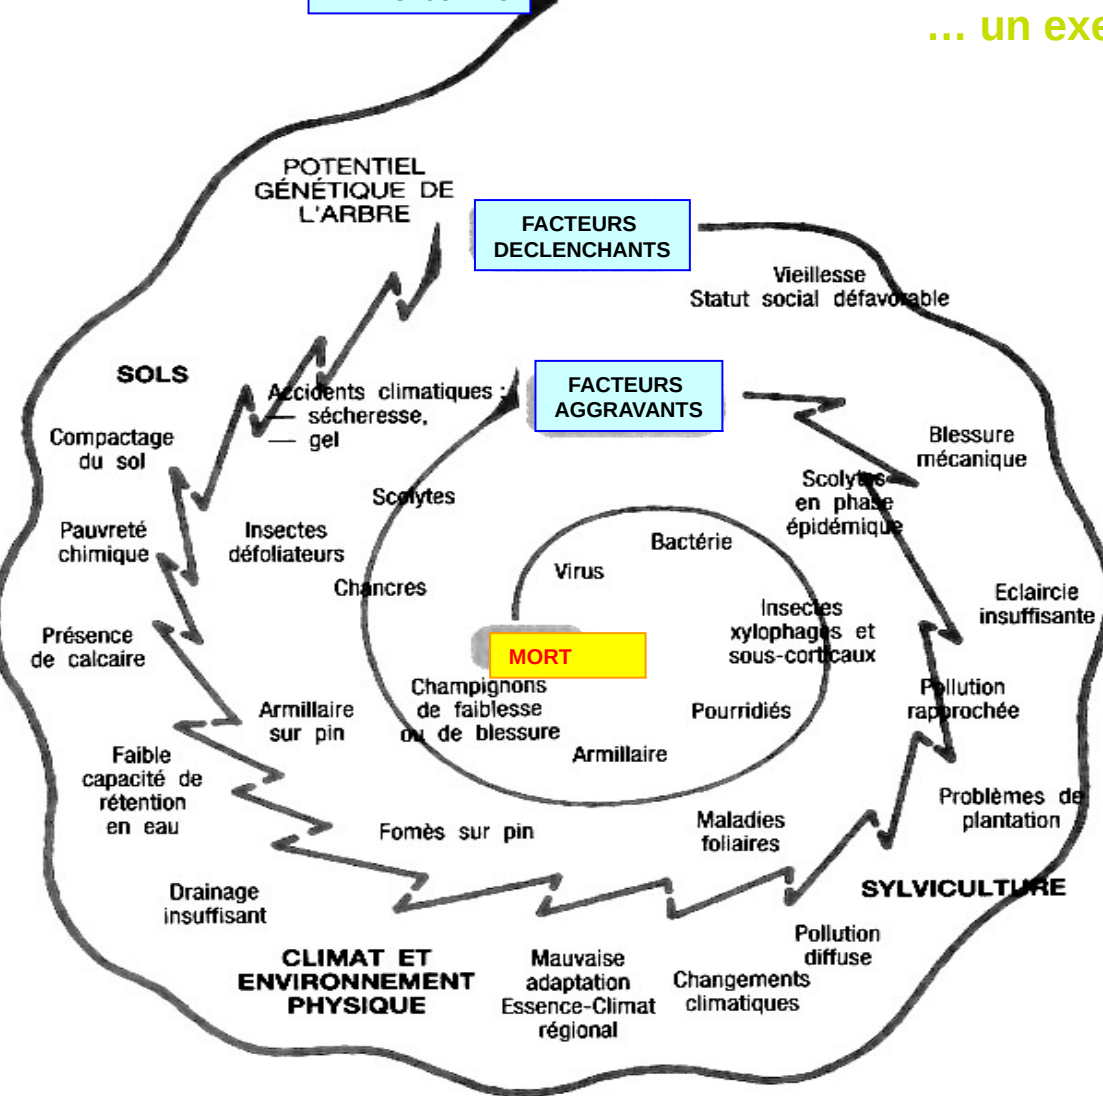 … un exe
POTENTIEL
GÉNÉTIQUE DE
L'ARBRE
FACTEURS
DECLENCHANTS
Vieillesse
Statut social défavorable
SOLS
FACTEURS
AGGRAVANTS
Accidents climatiques :
— sécheresse,
— gel
Compactage
du sol
Blessure
mécanique
Scolytes
Scolytes
en phase
épidémique
Pauvreté
chimique
Insectes
défoliateurs
Bactérie
Virus
Chancres
Eclaircie
insuffisante
Insectes
xylophages et
sous-corticaux
Présence
de calcaire
MORT
Champignons
de faiblesse
ou de blessure
Pollution
rapprochée
Armillaire
sur pin
Pourridiés
Armillaire
Faible
capacité de
rétention
en eau
Problèmes de
plantation
Fomès sur pin
Maladies
foliaires
SYLVICULTURE
Drainage
insuffisant
Pollution
diffuse
CLIMAT ET
ENVIRONNEMENT
PHYSIQUE
Mauvaise
adaptation
Essence-Climat
régional
Changements
climatiques